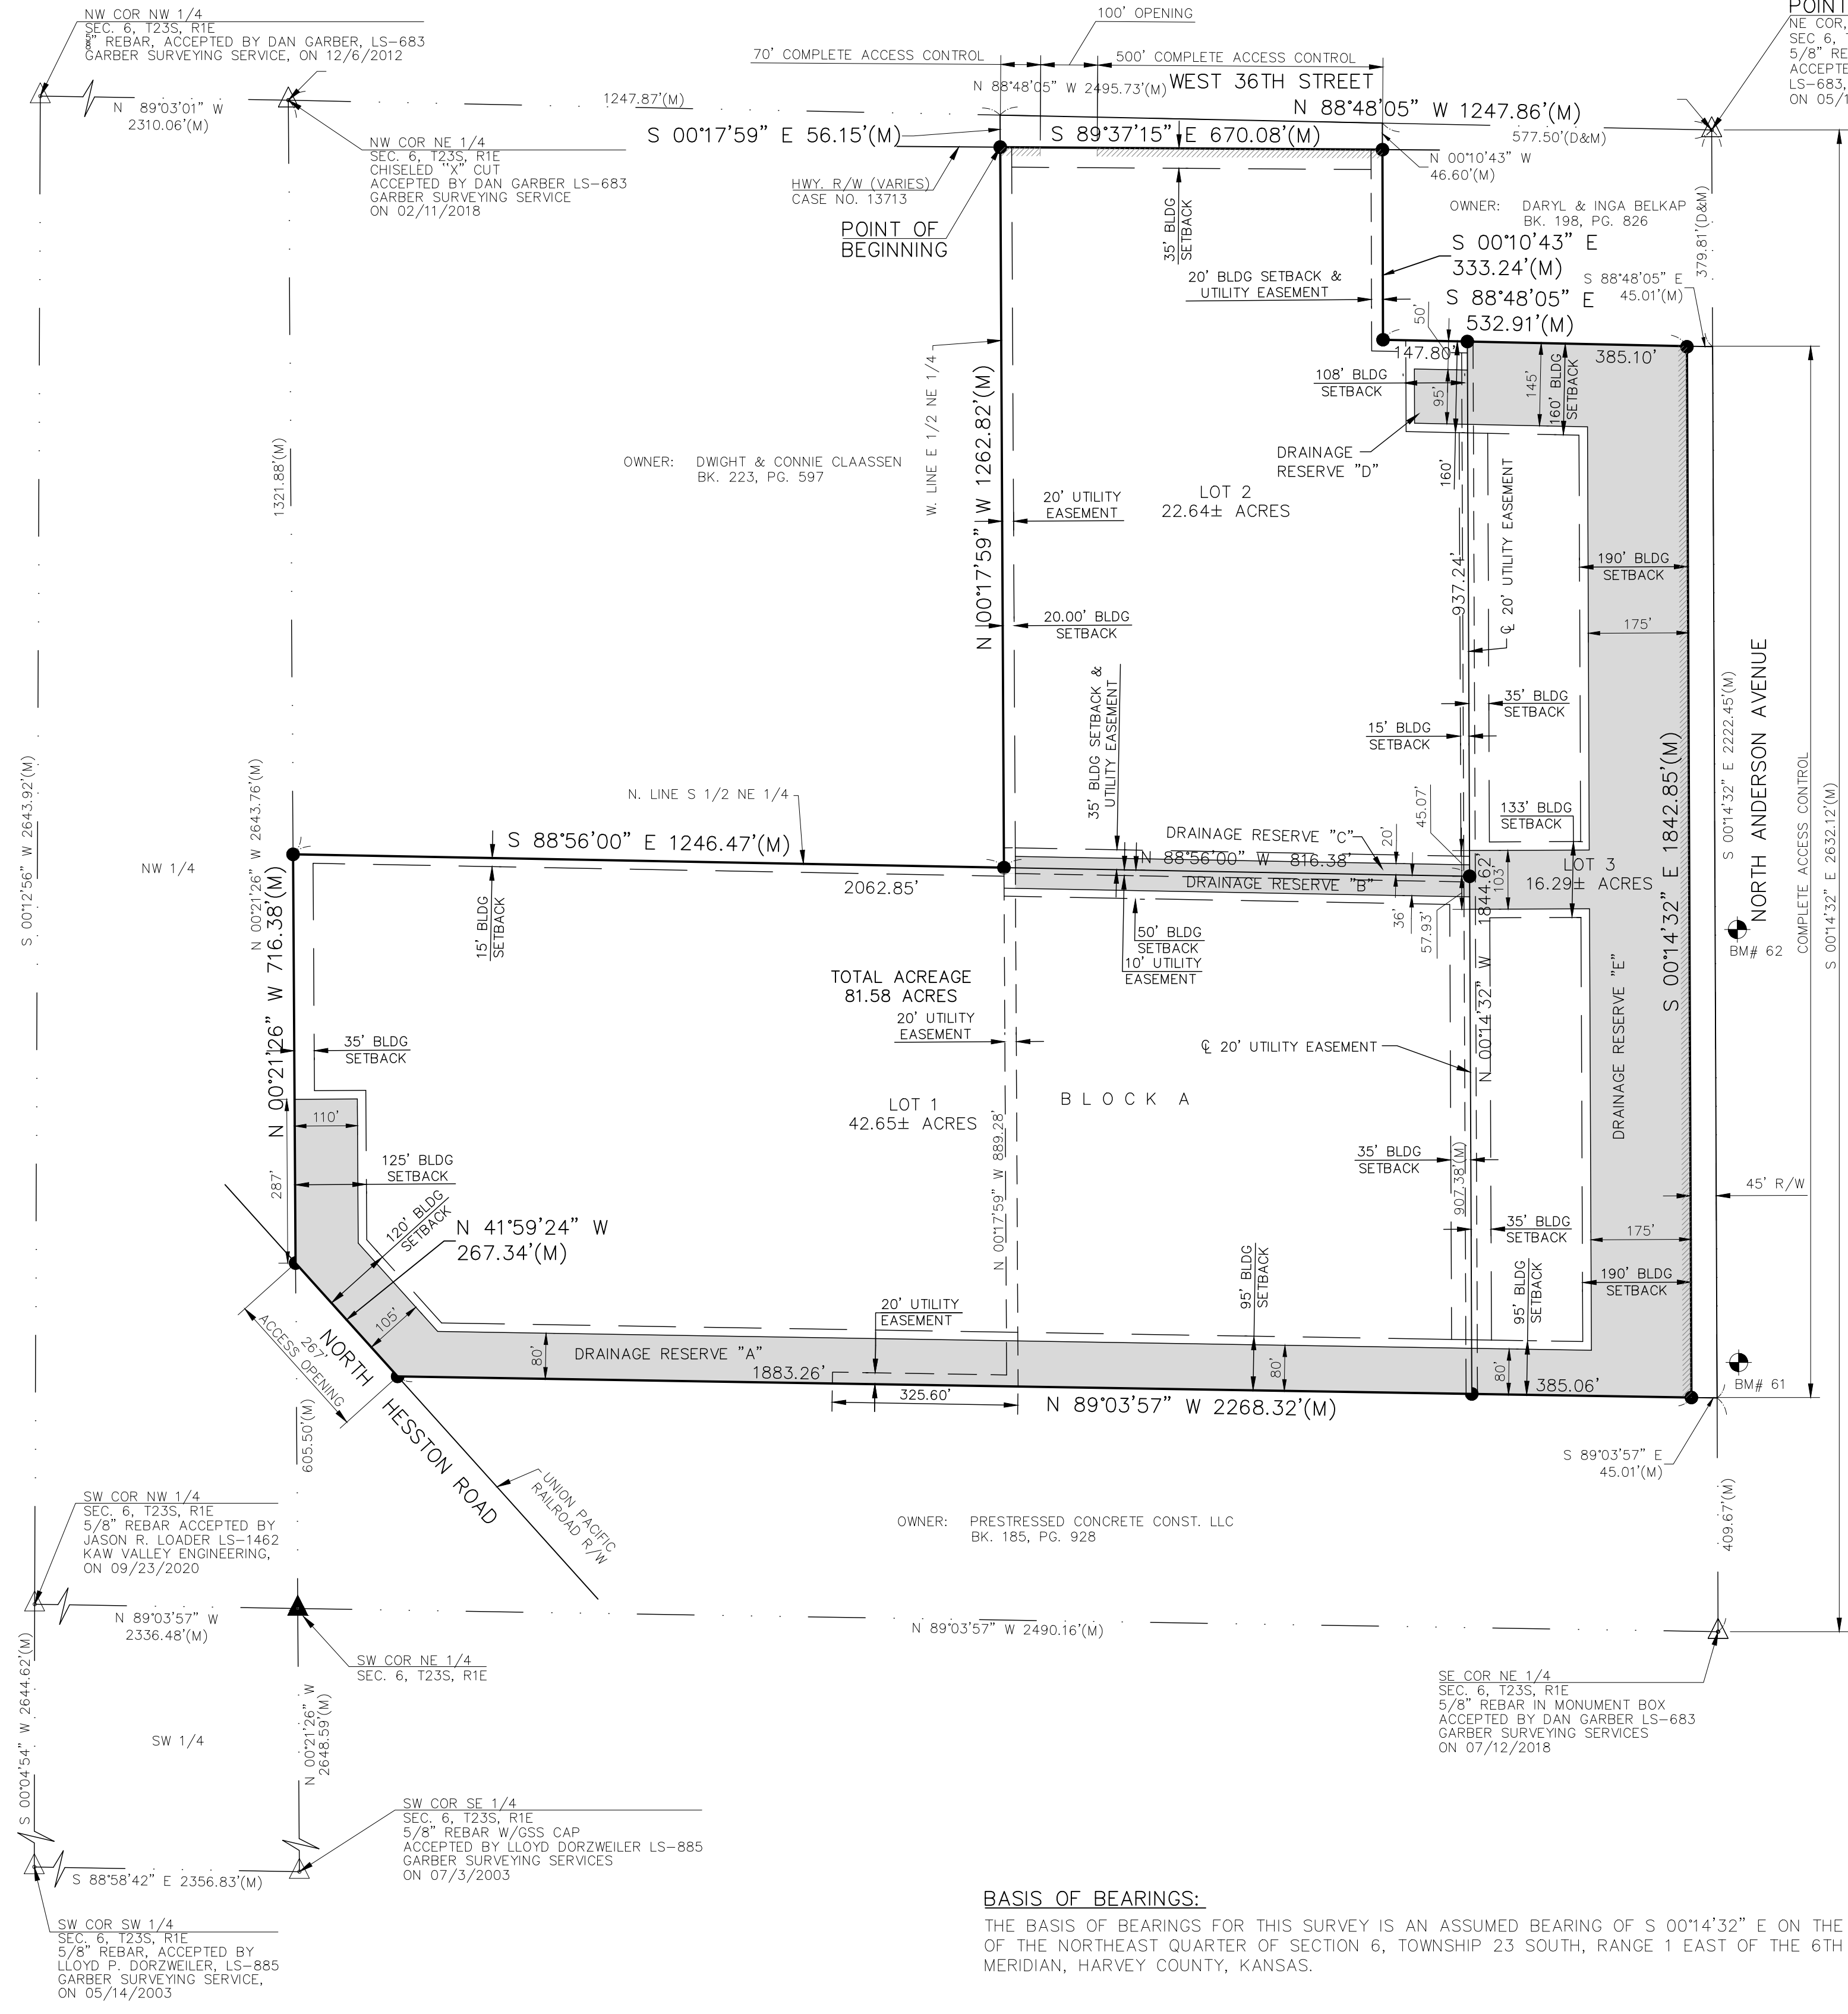 NW COR NW 1/4
SEC. 6, T23S, R1E
5/8" REBAR, ACCEPTED BY DAN GARBER, LS-683
GARBER SURVEYING SERVICE, ON 12/6/2012
100' OPENING
70' COMPLETE ACCESS CONTROL
500' COMPLETE ACCESS CONTROL
POINT
NE COR,
SEC 6,
5/8" RE
ACCEPTE
LS-683,
ON 05/1
N 89°03'01" W
2310.06'(M)
1247.87'(M)
N 88°48'05" W 2495.73'(M)
WEST 36TH STREET
N 88°48'05" W 1247.86'(M)
577.50'(D&M)
NW COR NE 1/4
SEC. 6, T23S, R1E
CHISELED "X" CUT
ACCEPTED BY DAN GARBER LS-683
GARBER SURVEYING SERVICE
ON 02/11/2018
S 00°17'59" E 56.15'(M)
S 89°37'15" E 670.08'(M)
N 00°10'43" W
46.60'(M)
HWY. R/W (VARIES)
CASE NO. 13713
POINT OF
BEGINNING
35' BLDG
SETBACK
OWNER: DARYL & INGA BELKAP
BK. 198, PG. 826
379.81'(D&M)
S 00°10'43" E
333.24'(M)
20' BLDG SETBACK &
UTILITY EASEMENT
S 88°48'05" E
45.01'(M)
S 88°48'05" E
532.91'(M)
50'
147.80'
385.10'
108' BLDG
SETBACK
95'
145'
160' BLDG
SETBACK
W. LINE E 1/2 NE 1/4
N 00°17'59" W 1262.82'(M)
1321.88'(M)
OWNER: DWIGHT & CONNIE CLAASSEN
BK. 223, PG. 597
DRAINAGE
RESERVE "D"
160'
20' UTILITY
EASEMENT
LOT 2
22.64± ACRES
℄ 20' UTILITY EASEMENT
937.24'
190' BLDG
SETBACK
20.00' BLDG
SETBACK
175'
35' BLDG SETBACK &
UTILITY EASEMENT
35' BLDG
SETBACK
15' BLDG
SETBACK
S 00°14'32" E 1842.85'(M)
S 00°14'32" E 2222.45'(M)
NORTH ANDERSON AVENUE
COMPLETE ACCESS CONTROL
S 00°14'32" E 2632.12'(M)
S 00°12'56" W 2643.92'(M)
N 00°21'26" W 2643.76'(M)
N. LINE S 1/2 NE 1/4
45.07'
133' BLDG
SETBACK
S 88°56'00" E 1246.47'(M)
DRAINAGE RESERVE "C"
20'
N 88°56'00" W 816.38'
DRAINAGE RESERVE "B"
NW 1/4
2062.85'
LOT 3
16.29± ACRES
103'
1844.62
N 00°14'32" W
N 00°21'26" W 716.38'(M)
15' BLDG
SETBACK
36'
57.93'
50' BLDG
SETBACK
10' UTILITY
EASEMENT
BM# 62
TOTAL ACREAGE
81.58 ACRES
20' UTILITY
EASEMENT
35' BLDG
SETBACK
℄ 20' UTILITY EASEMENT
DRAINAGE RESERVE "E"
BLOCK A
LOT 1
42.65± ACRES
110'
N 00°17'59" W 889.28'
287'
125' BLDG
SETBACK
35' BLDG
SETBACK
907.38'(M)
45' R/W
120' BLDG
SETBACK
N 41°59'24" W
267.34'(M)
35' BLDG
SETBACK
175'
95' BLDG
SETBACK
95' BLDG
SETBACK
190' BLDG
SETBACK
267'
ACCESS OPENING
105'
20' UTILITY
EASEMENT
80'
DRAINAGE RESERVE "A"
1883.26'
80'
80'
385.06'
BM# 61
325.60'
N 89°03'57" W 2268.32'(M)
NORTH
HESSTON ROAD
605.50'(M)
UNION PACIFIC
RAILROAD R/W
S 89°03'57" E
45.01'(M)
409.67'(M)
OWNER: PRESTRESSED CONCRETE CONST. LLC
BK. 185, PG. 928
SW COR NW 1/4
SEC. 6, T23S, R1E
5/8" REBAR ACCEPTED BY
JASON R. LOADER LS-1462
KAW VALLEY ENGINEERING,
ON 09/23/2020
N 89°03'57" W
2336.48'(M)
N 89°03'57" W 2490.16'(M)
SW COR NE 1/4
SEC. 6, T23S, R1E
SE COR NE 1/4
SEC. 6, T23S, R1E
5/8" REBAR IN MONUMENT BOX
ACCEPTED BY DAN GARBER LS-683
GARBER SURVEYING SERVICES
ON 07/12/2018
S 00°04'54" W 2644.62'(M)
SW 1/4
N 00°21'26" W
2648.59'(M)
SW COR SE 1/4
SEC. 6, T23S, R1E
5/8" REBAR W/GSS CAP
ACCEPTED BY LLOYD DORZWEILER LS-885
GARBER SURVEYING SERVICES
ON 07/3/2003
S 88°58'42" E 2356.83'(M)
SW COR SW 1/4
SEC. 6, T23S, R1E
5/8" REBAR, ACCEPTED BY
LLOYD P. DORZWEILER, LS-885
GARBER SURVEYING SERVICE,
ON 05/14/2003
BASIS OF BEARINGS:
THE BASIS OF BEARINGS FOR THIS SURVEY IS AN ASSUMED BEARING OF S 00°14'32" E ON THE
OF THE NORTHEAST QUARTER OF SECTION 6, TOWNSHIP 23 SOUTH, RANGE 1 EAST OF THE 6TH
MERIDIAN, HARVEY COUNTY, KANSAS.